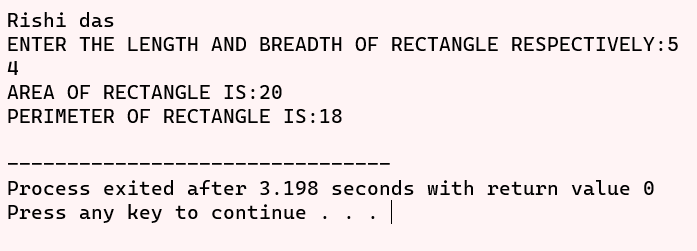 Rishi das
ENTER THE LENGTH AND BREADTH OF RECTANGLE RESPECTIVELY:5
4
AREA OF RECTANGLE IS:20
PERIMETER OF RECTANGLE IS:18
--------------------------------
Process exited after 3.198 seconds with return value 0
Press any key to continue . . .